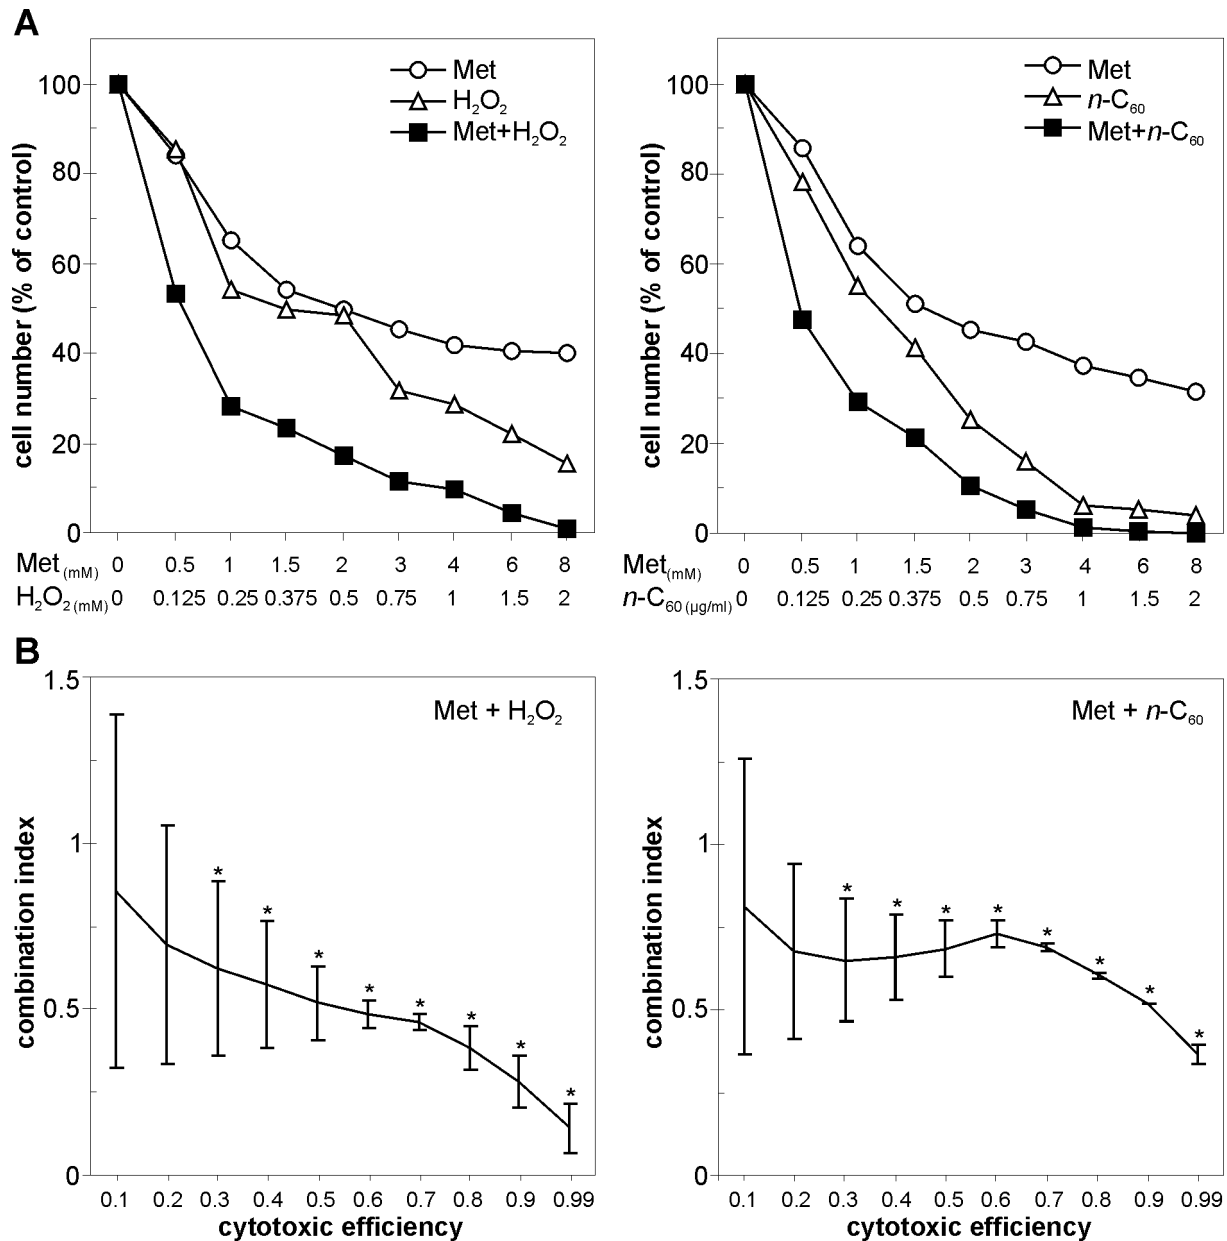 A
Met
H₂O₂
Met+H₂O₂
cell number (% of control)
100
80
60
40
20
0
Met (mM) 0 0.5 1 1.5 2 3 4 6 8
H₂O₂ (mM) 0 0.125 0.25 0.375 0.5 0.75 1 1.5 2
Met
n-C₆₀
Met+n-C₆₀
cell number (% of control)
100
80
60
40
20
0
Met (mM) 0 0.5 1 1.5 2 3 4 6 8
n-C₆₀ (µg/ml) 0 0.125 0.25 0.375 0.5 0.75 1 1.5 2
B
Met + H₂O₂
combination index
1.5
1
0.5
0
* * * * * * * *
0.1 0.2 0.3 0.4 0.5 0.6 0.7 0.8 0.9 0.99
cytotoxic efficiency
Met + n-C₆₀
combination index
1.5
1
0.5
0
* * * * * * * *
0.1 0.2 0.3 0.4 0.5 0.6 0.7 0.8 0.9 0.99
cytotoxic efficiency